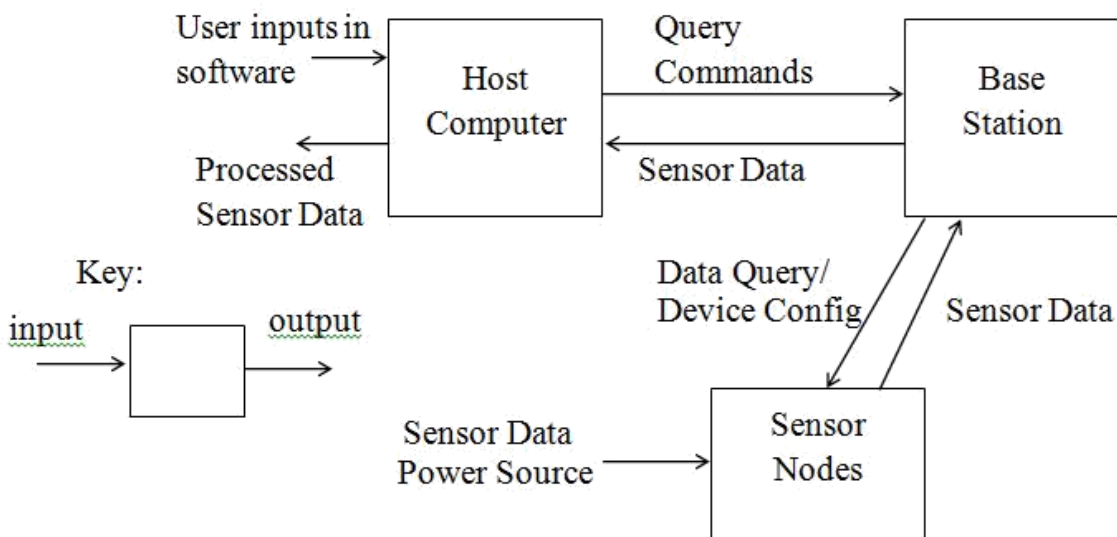 User inputs in
software
Host
Computer
Query
Commands
Base
Station
Processed
Sensor Data
Sensor Data
Key:
input
output
Data Query/
Device Config
Sensor Data
Sensor Data
Power Source
Sensor
Nodes